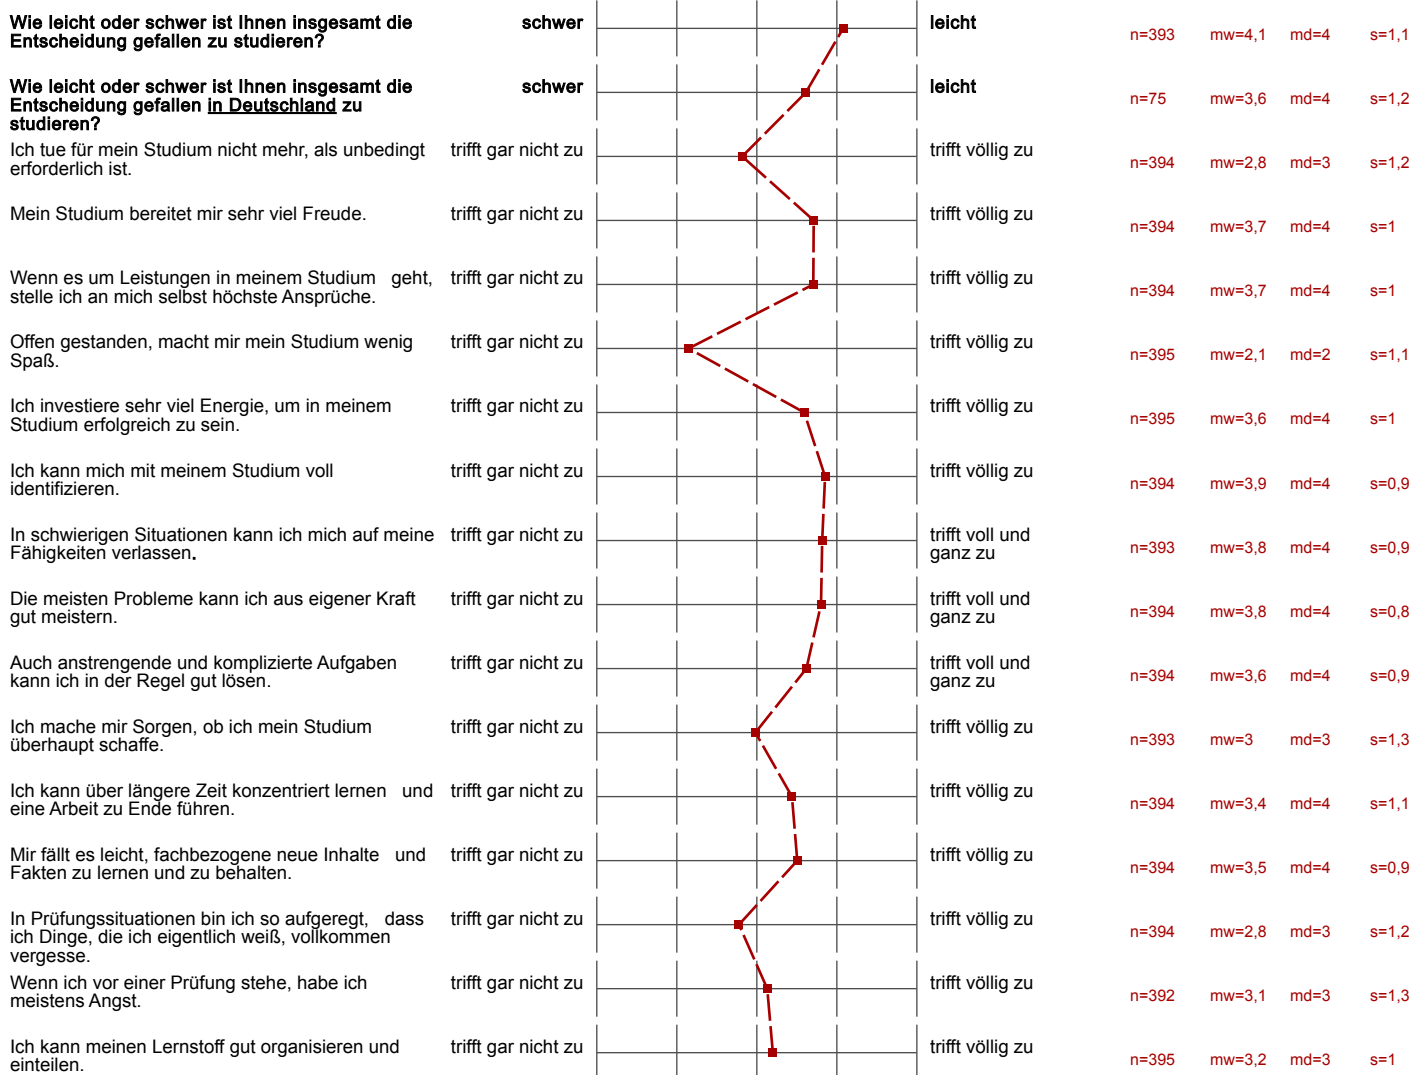 Wie leicht oder schwer ist Ihnen insgesamt die
Entscheidung gefallen zu studieren?
schwer
leicht
n=393 mw=4,1 md=4 s=1,1
Wie leicht oder schwer ist Ihnen insgesamt die
Entscheidung gefallen in Deutschland zu
studieren?
schwer
leicht
n=75 mw=3,6 md=4 s=1,2
Ich tue für mein Studium nicht mehr, als unbedingt
erforderlich ist.
trifft gar nicht zu
trifft völlig zu
n=394 mw=2,8 md=3 s=1,2
Mein Studium bereitet mir sehr viel Freude.
trifft gar nicht zu
trifft völlig zu
n=394 mw=3,7 md=4 s=1
Wenn es um Leistungen in meinem Studium geht,
stelle ich an mich selbst höchste Ansprüche.
trifft gar nicht zu
trifft völlig zu
n=394 mw=3,7 md=4 s=1
Offen gestanden, macht mir mein Studium wenig
Spaß.
trifft gar nicht zu
trifft völlig zu
n=395 mw=2,1 md=2 s=1,1
Ich investiere sehr viel Energie, um in meinem
Studium erfolgreich zu sein.
trifft gar nicht zu
trifft völlig zu
n=395 mw=3,6 md=4 s=1
Ich kann mich mit meinem Studium voll
identifizieren.
trifft gar nicht zu
trifft völlig zu
n=394 mw=3,9 md=4 s=0,9
In schwierigen Situationen kann ich mich auf meine
Fähigkeiten verlassen.
trifft gar nicht zu
trifft voll und
ganz zu
n=393 mw=3,8 md=4 s=0,9
Die meisten Probleme kann ich aus eigener Kraft
gut meistern.
trifft gar nicht zu
trifft voll und
ganz zu
n=394 mw=3,8 md=4 s=0,8
Auch anstrengende und komplizierte Aufgaben
kann ich in der Regel gut lösen.
trifft gar nicht zu
trifft voll und
ganz zu
n=394 mw=3,6 md=4 s=0,9
Ich mache mir Sorgen, ob ich mein Studium
überhaupt schaffe.
trifft gar nicht zu
trifft völlig zu
n=393 mw=3 md=3 s=1,3
Ich kann über längere Zeit konzentriert lernen und
eine Arbeit zu Ende führen.
trifft gar nicht zu
trifft völlig zu
n=394 mw=3,4 md=4 s=1,1
Mir fällt es leicht, fachbezogene neue Inhalte und
Fakten zu lernen und zu behalten.
trifft gar nicht zu
trifft völlig zu
n=394 mw=3,5 md=4 s=0,9
In Prüfungssituationen bin ich so aufgeregt, dass
ich Dinge, die ich eigentlich weiß, vollkommen
vergesse.
trifft gar nicht zu
trifft völlig zu
n=394 mw=2,8 md=3 s=1,2
Wenn ich vor einer Prüfung stehe, habe ich
meistens Angst.
trifft gar nicht zu
trifft völlig zu
n=392 mw=3,1 md=3 s=1,3
Ich kann meinen Lernstoff gut organisieren und
einteilen.
trifft gar nicht zu
trifft völlig zu
n=395 mw=3,2 md=3 s=1